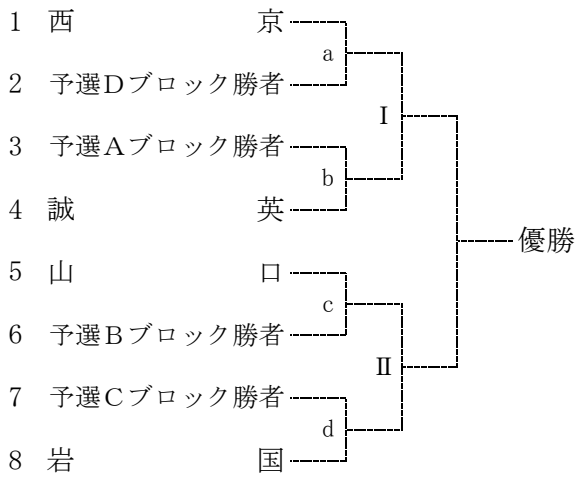 1 西京
a
2 予選Dブロック勝者
Ⅰ
3 予選Aブロック勝者
b
4 誠英
優勝
5 山口
c
6 予選Bブロック勝者
Ⅱ
7 予選Cブロック勝者
d
8 岩国